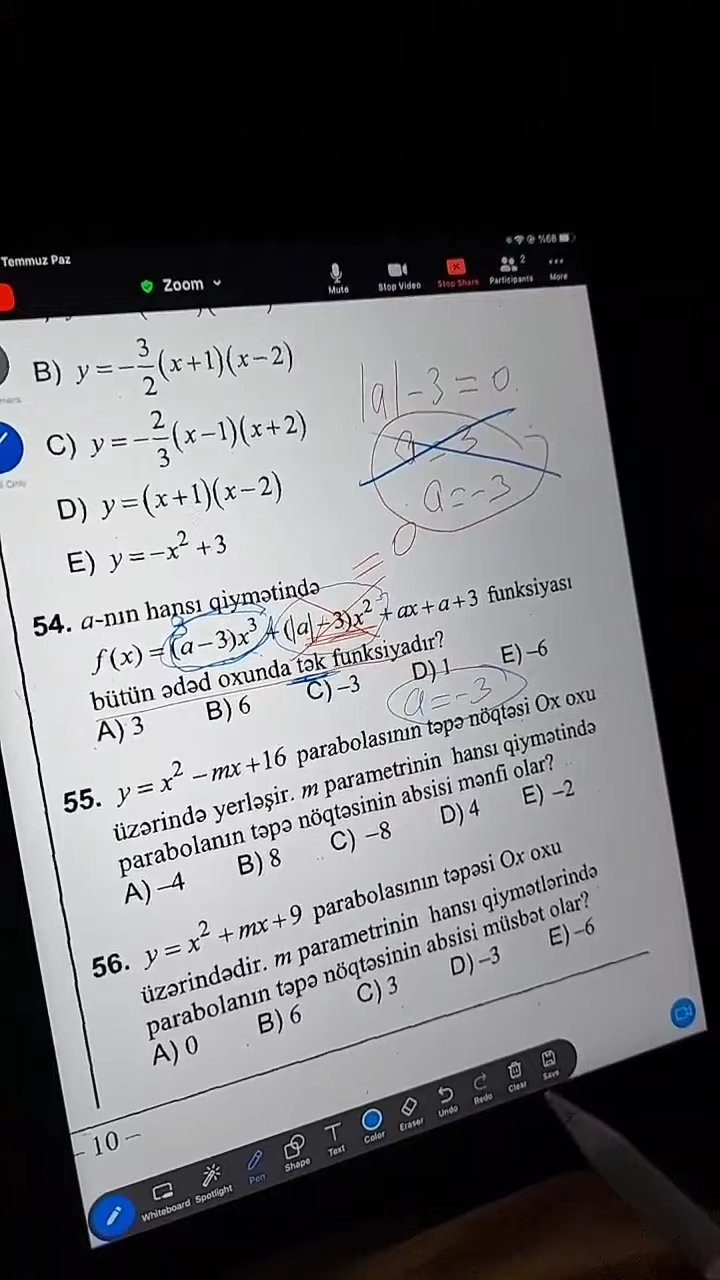 %68
Temmuz Paz
Zoom
Mute
Stop Video
Stop Share
2
Participants
More
B) y=-3/2(x+1)(x-2)
|a|-3=0
C) y=-2/3(x-1)(x+2)
a=3
a=-3
D) y=(x+1)(x-2)
E) y=-x²+3
= 0
54. a-nın hansı qiymətində
f(x)=(a-3)x³+(|a|-3)x²+ax+a+3 funksiyası
bütün ədəd oxunda tək funksiyadır?
A) 3 B) 6 C) -3 D) 1 E) -6
a=-3
55. y=x²-mx+16 parabolasının təpə nöqtəsi Ox oxu
üzərində yerləşir. m parametrinin hansı qiymətində
parabolanın təpə nöqtəsinin absisi mənfi olar?
A) -4 B) 8 C) -8 D) 4 E) -2
56. y=x²+mx+9 parabolasının təpəsi Ox oxu
üzərindədir. m parametrinin hansı qiymətlərində
parabolanın təpə nöqtəsinin absisi müsbət olar?
A) 0 B) 6 C) 3 D) -3 E) -6
- 10 -
Whiteboard Spotlight Pen Shape Text Color Eraser Undo Redo Clear Save